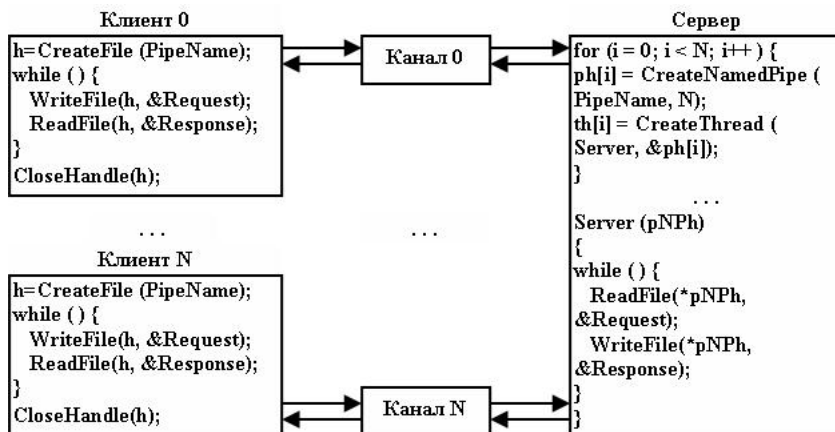 Клиент 0
h=CreateFile (PipeName);
while () {
WriteFile(h, &Request);
ReadFile(h, &Response);
}
CloseHandle(h);
Канал 0
Сервер
for (i = 0; i < N; i++ ) {
ph[i] = CreateNamedPipe (
PipeName, N);
th[i] = CreateThread (
Server, &ph[i]);
}
...
Server (pNPh)
{
while () {
ReadFile(*pNPh,
&Request);
WriteFile(*pNPh,
&Response);
}
}
...
...
Клиент N
h=CreateFile (PipeName);
while () {
WriteFile(h, &Request);
ReadFile(h, &Response);
}
CloseHandle(h);
Канал N